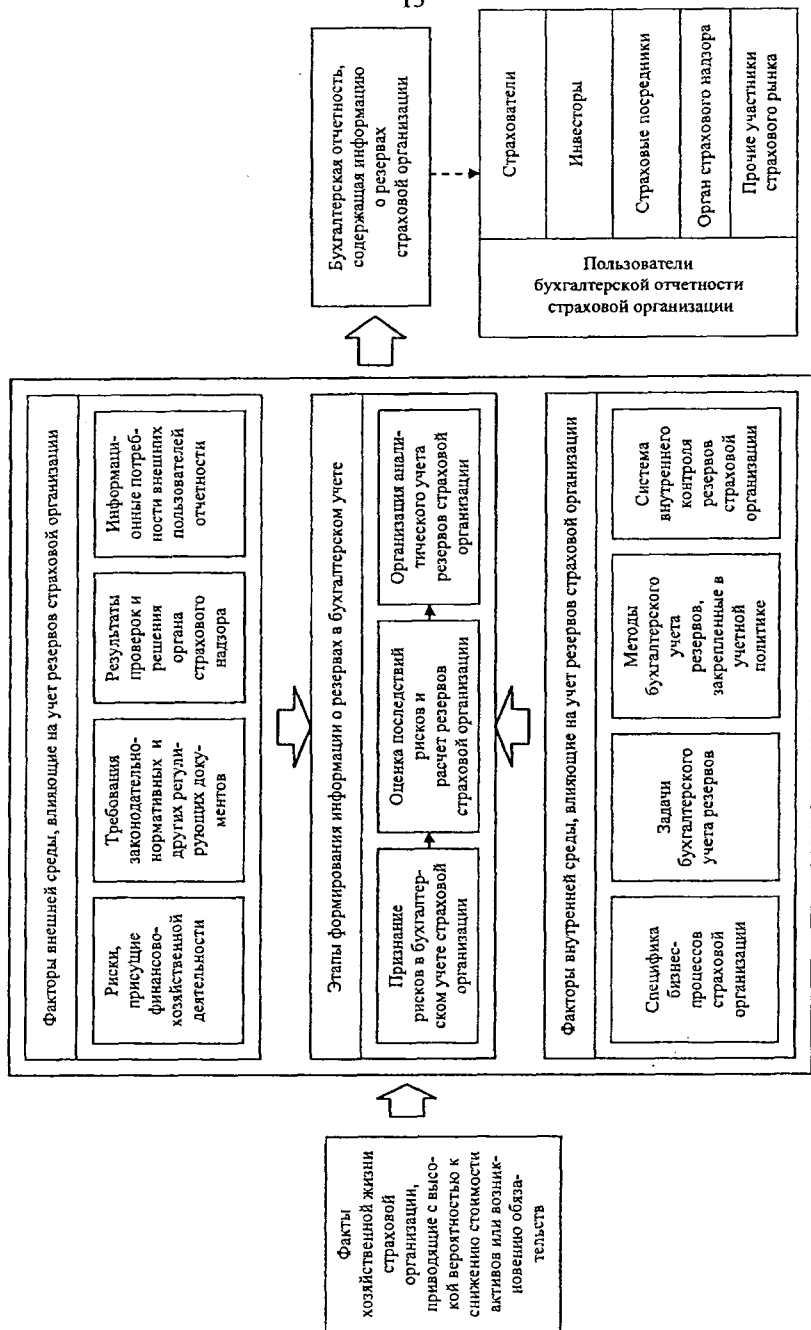 13
Факты
хозяйственной жизни
страховой
организации,
приводящие с высо-
кой вероятностью к
снижению стоимости
активов или возник-
новению обяза-
тельств
Факторы внешней среды, влияющие на учет резервов страховой организации
Риски,
присущие
финансово-
хозяйственной
деятельности
Требования
законодательно-
нормативных и
других регули-
рующих доку-
ментов
Результаты
проверок и
решения
органа
страхового
надзора
Информаци-
онные потреб-
ности внешних
пользователей
отчетности
Этапы формирования информации о резервах в бухгалтерском учете
Признание
рисков в бухгалтер-
ском учете страховой
организации
Оценка последствий
рисков и
расчет резервов
страховой организации
Организация анали-
тического учета
резервов страховой
организации
Факторы внутренней среды, влияющие на учет резервов страховой организации
Специфика
бизнес-
процессов
страховой
организации
Задачи
бухгалтерского
учета резервов
Методы
бухгалтерского
учета
резервов,
закрепленные в
учетной
политике
Система
внутреннего
контроля
резервов
страховой
организации
Бухгалтерская отчетность,
содержащая информацию
о резервах
страховой организации
Пользователи
бухгалтерской отчетности
страховой организации
Страхователи
Инвесторы
Страховые посредники
Орган страхового надзора
Прочие участники
страхового рынка